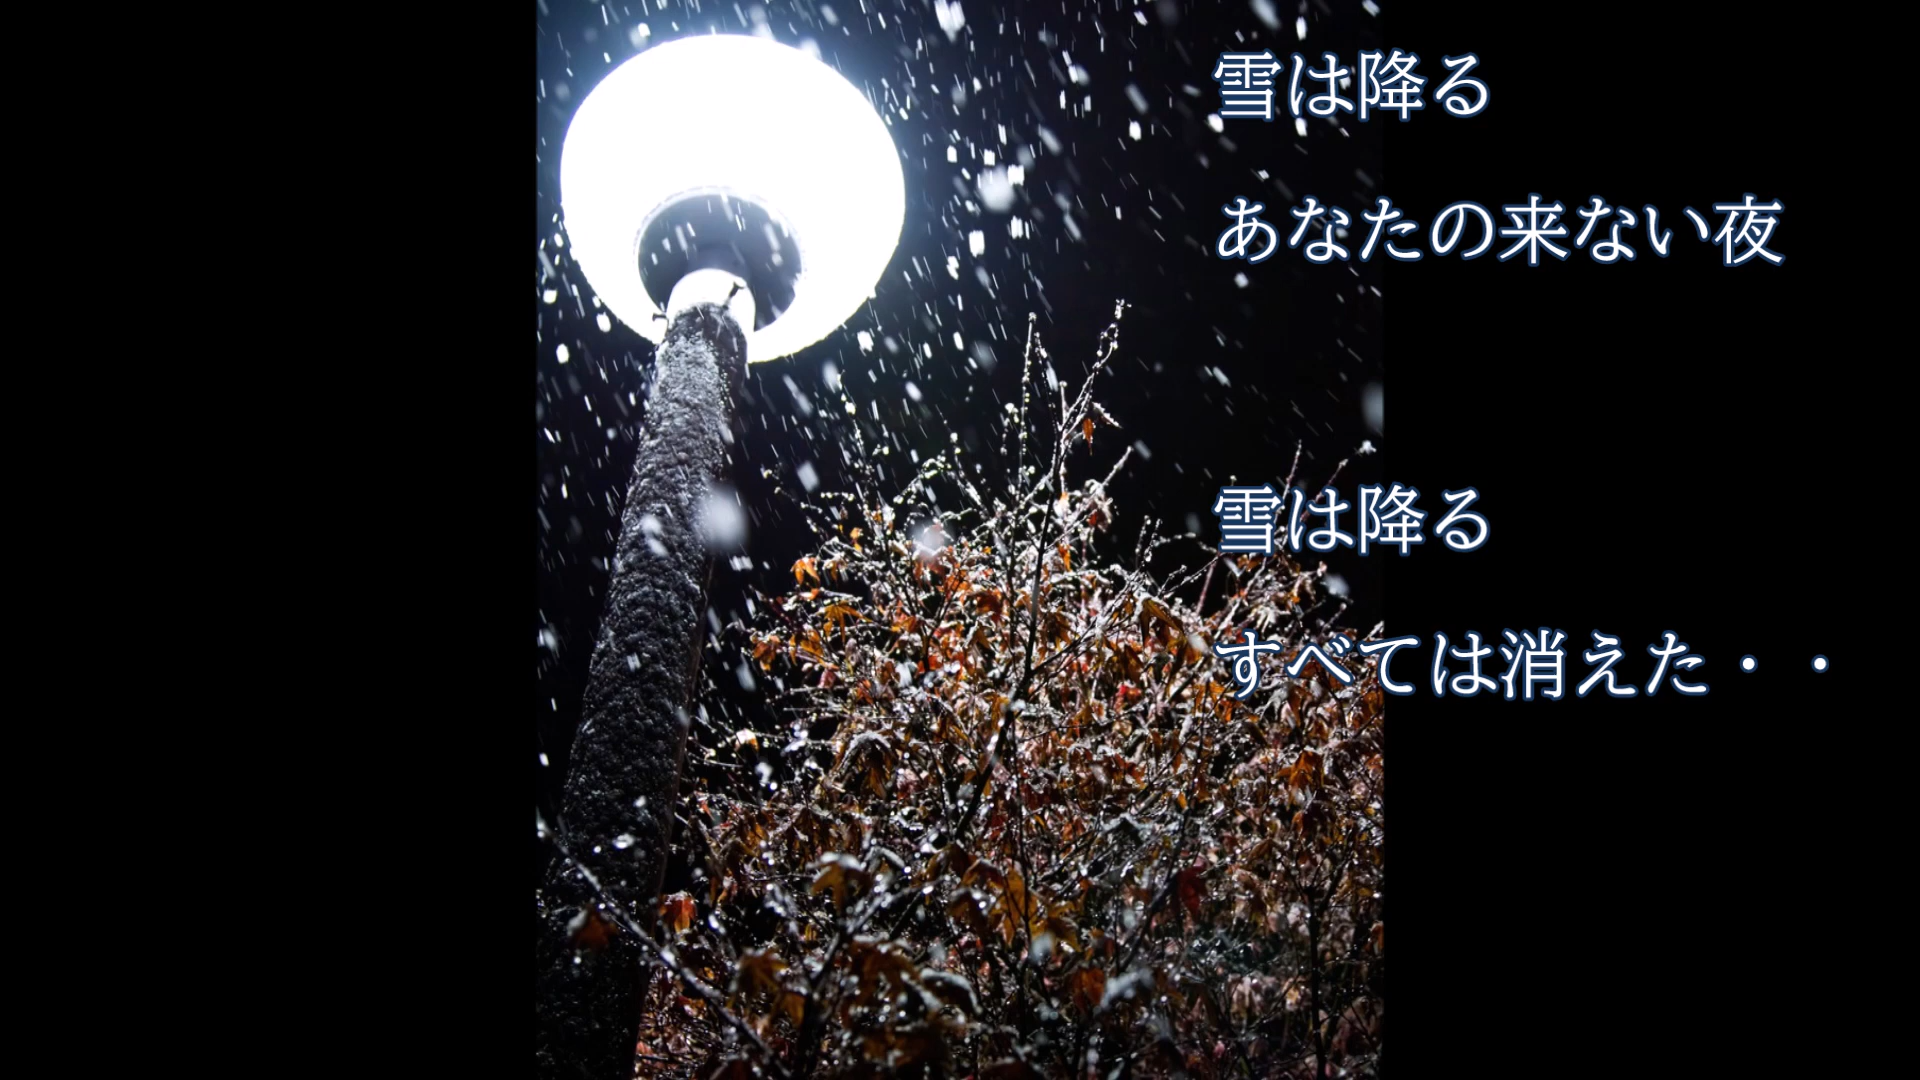 雪は降る
あなたの来ない夜
雪は降る
すべては消えた・・